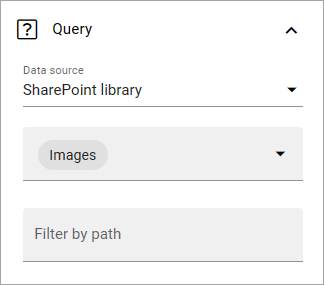 Query
Data source
SharePoint library
Images
Filter by path